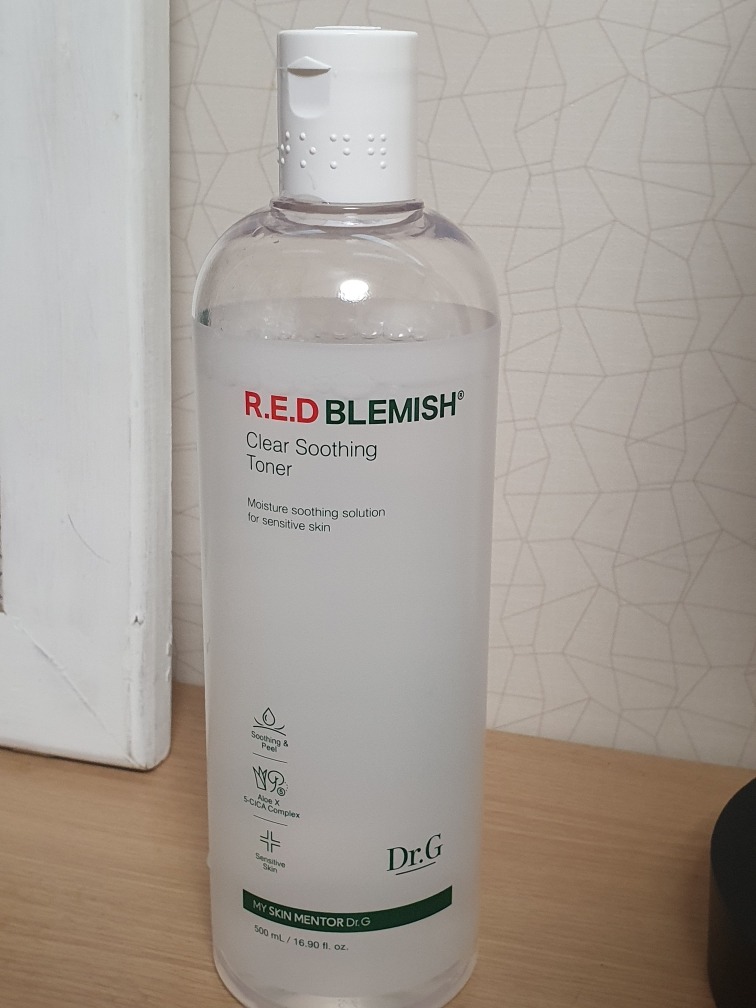 R.E.D BLEMISH®
Clear Soothing
Toner
Moisture soothing solution
for sensitive skin
Soothing &
Peel
Aloe X
5-CICA Complex
Sensitive
Skin
Dr.G
MY SKIN MENTOR Dr.G
500 mL / 16.90 fl. oz.